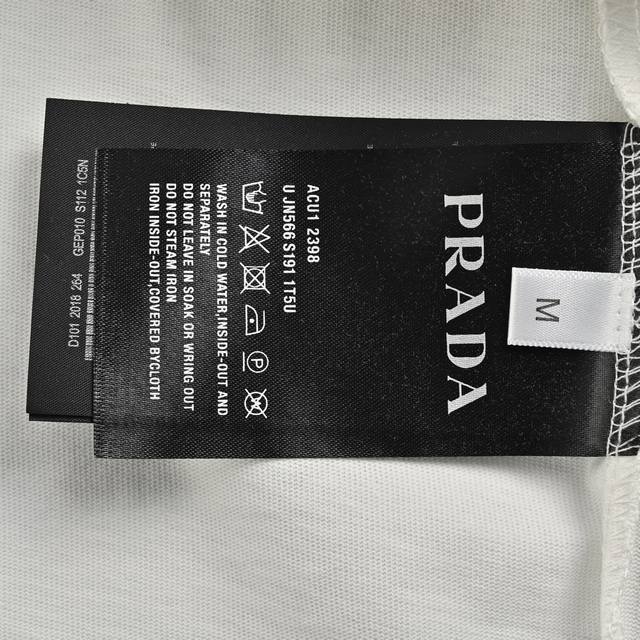 PRADA
M
ACU1 2398
U JN566 S191 1T5U
WASH IN COLD WATER,INSIDE-OUT AND
SEPARATELY
DO NOT LEAVE IN SOAK OR WRING OUT
DO NOT STEAM IRON
IRON INSIDE-OUT,COVERED BYCLOTH
D101 2018 264 GEP010 S112 1C5N